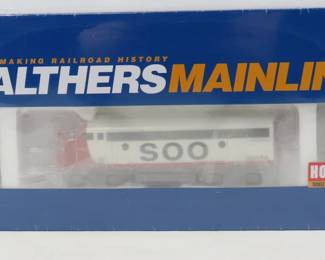 MAKING RAILROAD HISTORY
ALTHERSMAINLIN
SOO
HO